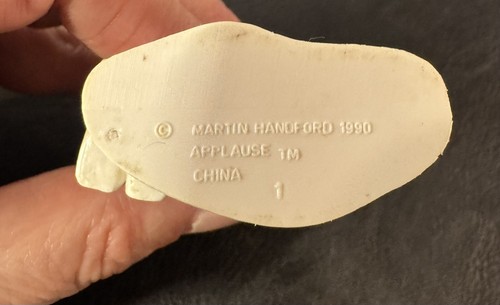 © MARTIN HANDFORD 1990
APPLAUSE TM
CHINA
1